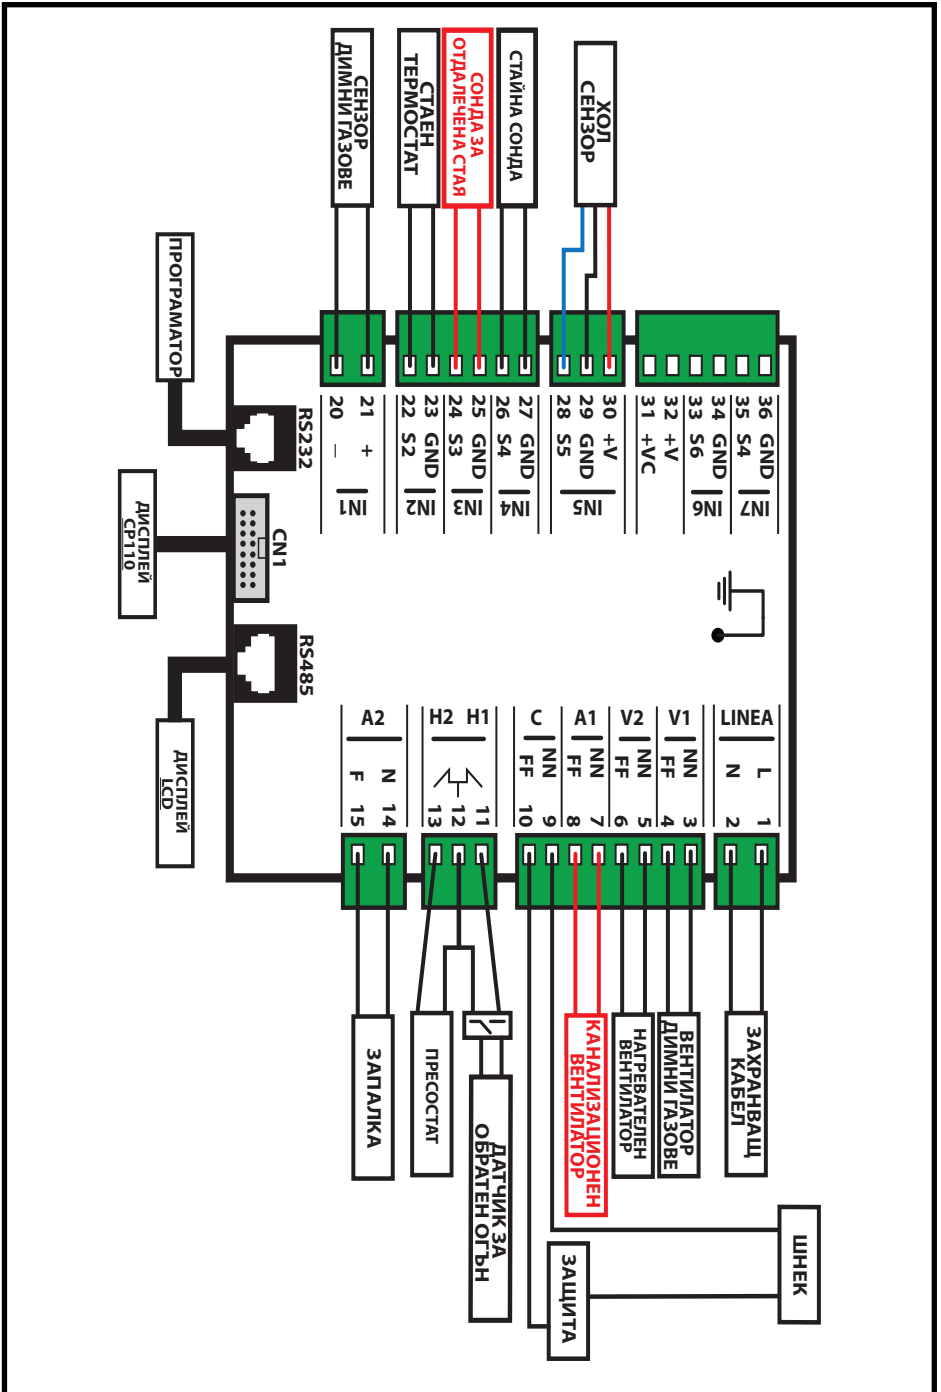 СЕНЗОР
ДИМНИ ГАЗОВЕ
СТАЕН
ТЕРМОСТАТ
СОНДА ЗА
ОТДАЛЕЧЕНА СТАЯ
СТАЙНА СОНДА
ХОЛ
СЕНЗОР
ПРОГРАМАТОР
ДИСПЛЕЙ
CP110
ДИСПЛЕЙ
LCD
RS232
CN1
RS485
20 –
21 +
IN1
22 S2
23 GND
IN2
24 S3
25 GND
IN3
26 S4
27 GND
IN4
28 S5
29 GND
30 +V
IN5
31 +VC
32 +V
33 S6
34 GND
IN6
35 S4
36 GND
IN7
A2
F 15
N 14
H2 H1
13
12
11
C
FF 10
NN 9
A1
FF 8
NN 7
V2
FF 6
NN 5
V1
FF 4
NN 3
LINEA
N 2
L 1
ЗАПАЛКА
ПРЕСОСТАТ
ДАТЧИК ЗА
ОБРАТЕН ОГЪН
КАНАЛИЗАЦИОНЕН
ВЕНТИЛАТОР
НАГРЕВАТЕЛЕН
ВЕНТИЛАТОР
ВЕНТИЛАТОР
ДИМНИ ГАЗОВЕ
ЗАХРАНВАЩ
КАБЕЛ
ЗАЩИТА
ШНЕК